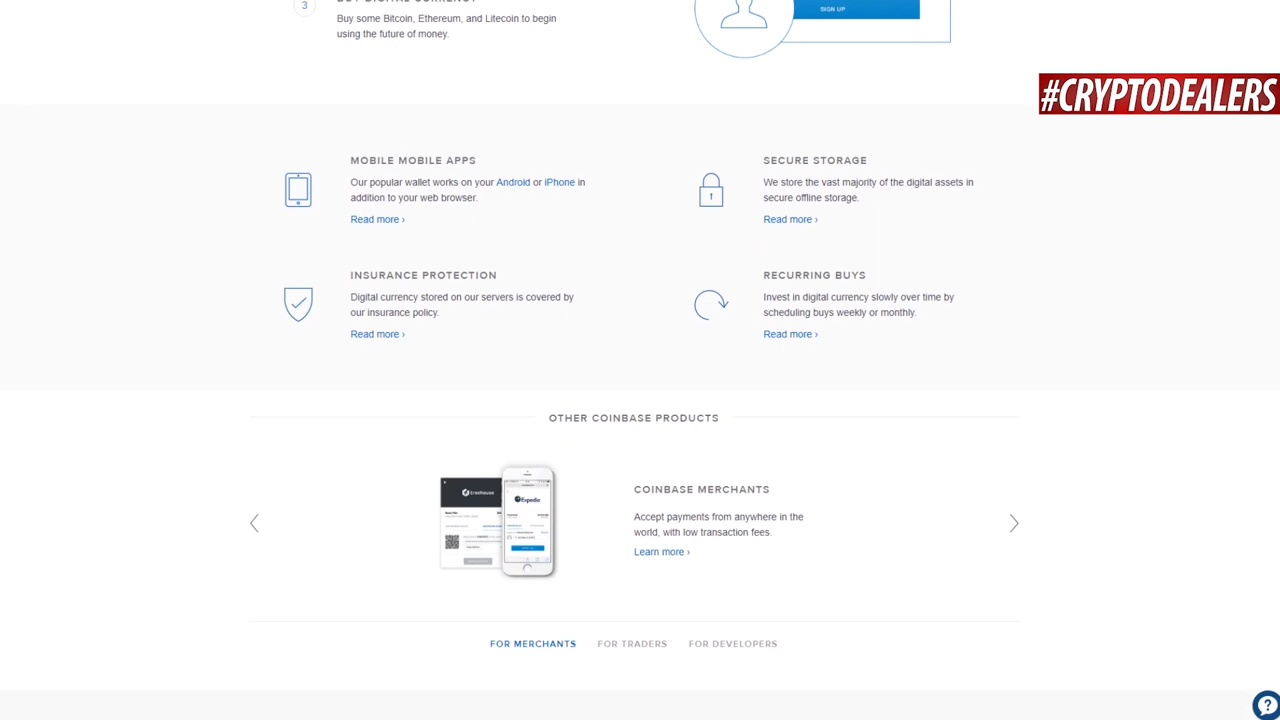 3
Buy some Bitcoin, Ethereum, and Litecoin to begin
using the future of money.
SIGN UP
#CRYPTODEALERS
MOBILE MOBILE APPS
Our popular wallet works on your Android or iPhone in
addition to your web browser.
Read more ›
SECURE STORAGE
We store the vast majority of the digital assets in
secure offline storage.
Read more ›
INSURANCE PROTECTION
Digital currency stored on our servers is covered by
our insurance policy.
Read more ›
RECURRING BUYS
Invest in digital currency slowly over time by
scheduling buys weekly or monthly.
Read more ›
OTHER COINBASE PRODUCTS
Expedia
COINBASE MERCHANTS
Accept payments from anywhere in the
world, with low transaction fees.
Learn more ›
FOR MERCHANTS
FOR TRADERS
FOR DEVELOPERS
?